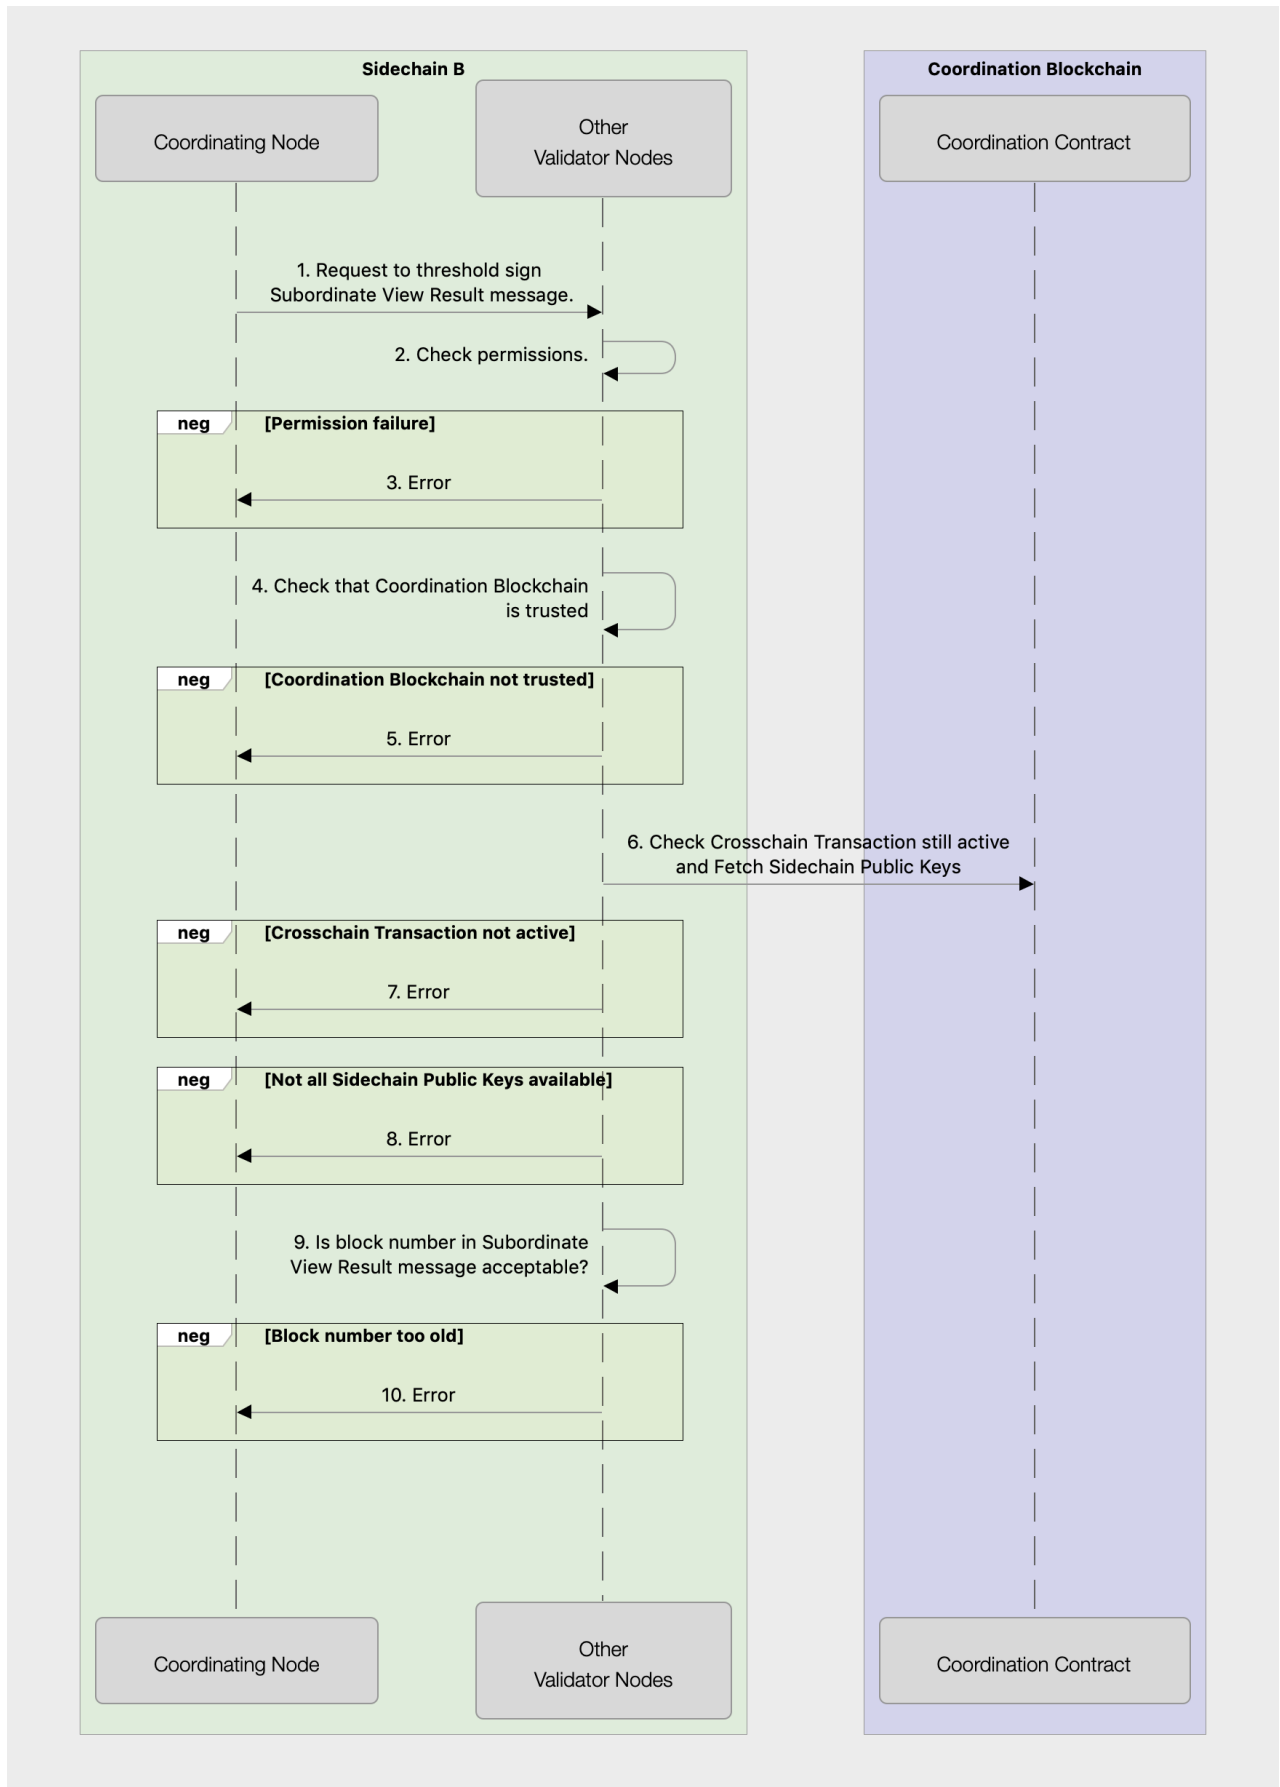 Sidechain B
Coordination Blockchain
Coordinating Node
Other
Validator Nodes
Coordination Contract
1. Request to threshold sign
Subordinate View Result message.
2. Check permissions.
neg
[Permission failure]
3. Error
4. Check that Coordination Blockchain
is trusted
neg
[Coordination Blockchain not trusted]
5. Error
6. Check Crosschain Transaction still active
and Fetch Sidechain Public Keys
neg
[Crosschain Transaction not active]
7. Error
neg
[Not all Sidechain Public Keys available]
8. Error
9. Is block number in Subordinate
View Result message acceptable?
neg
[Block number too old]
10. Error
Coordinating Node
Other
Validator Nodes
Coordination Contract